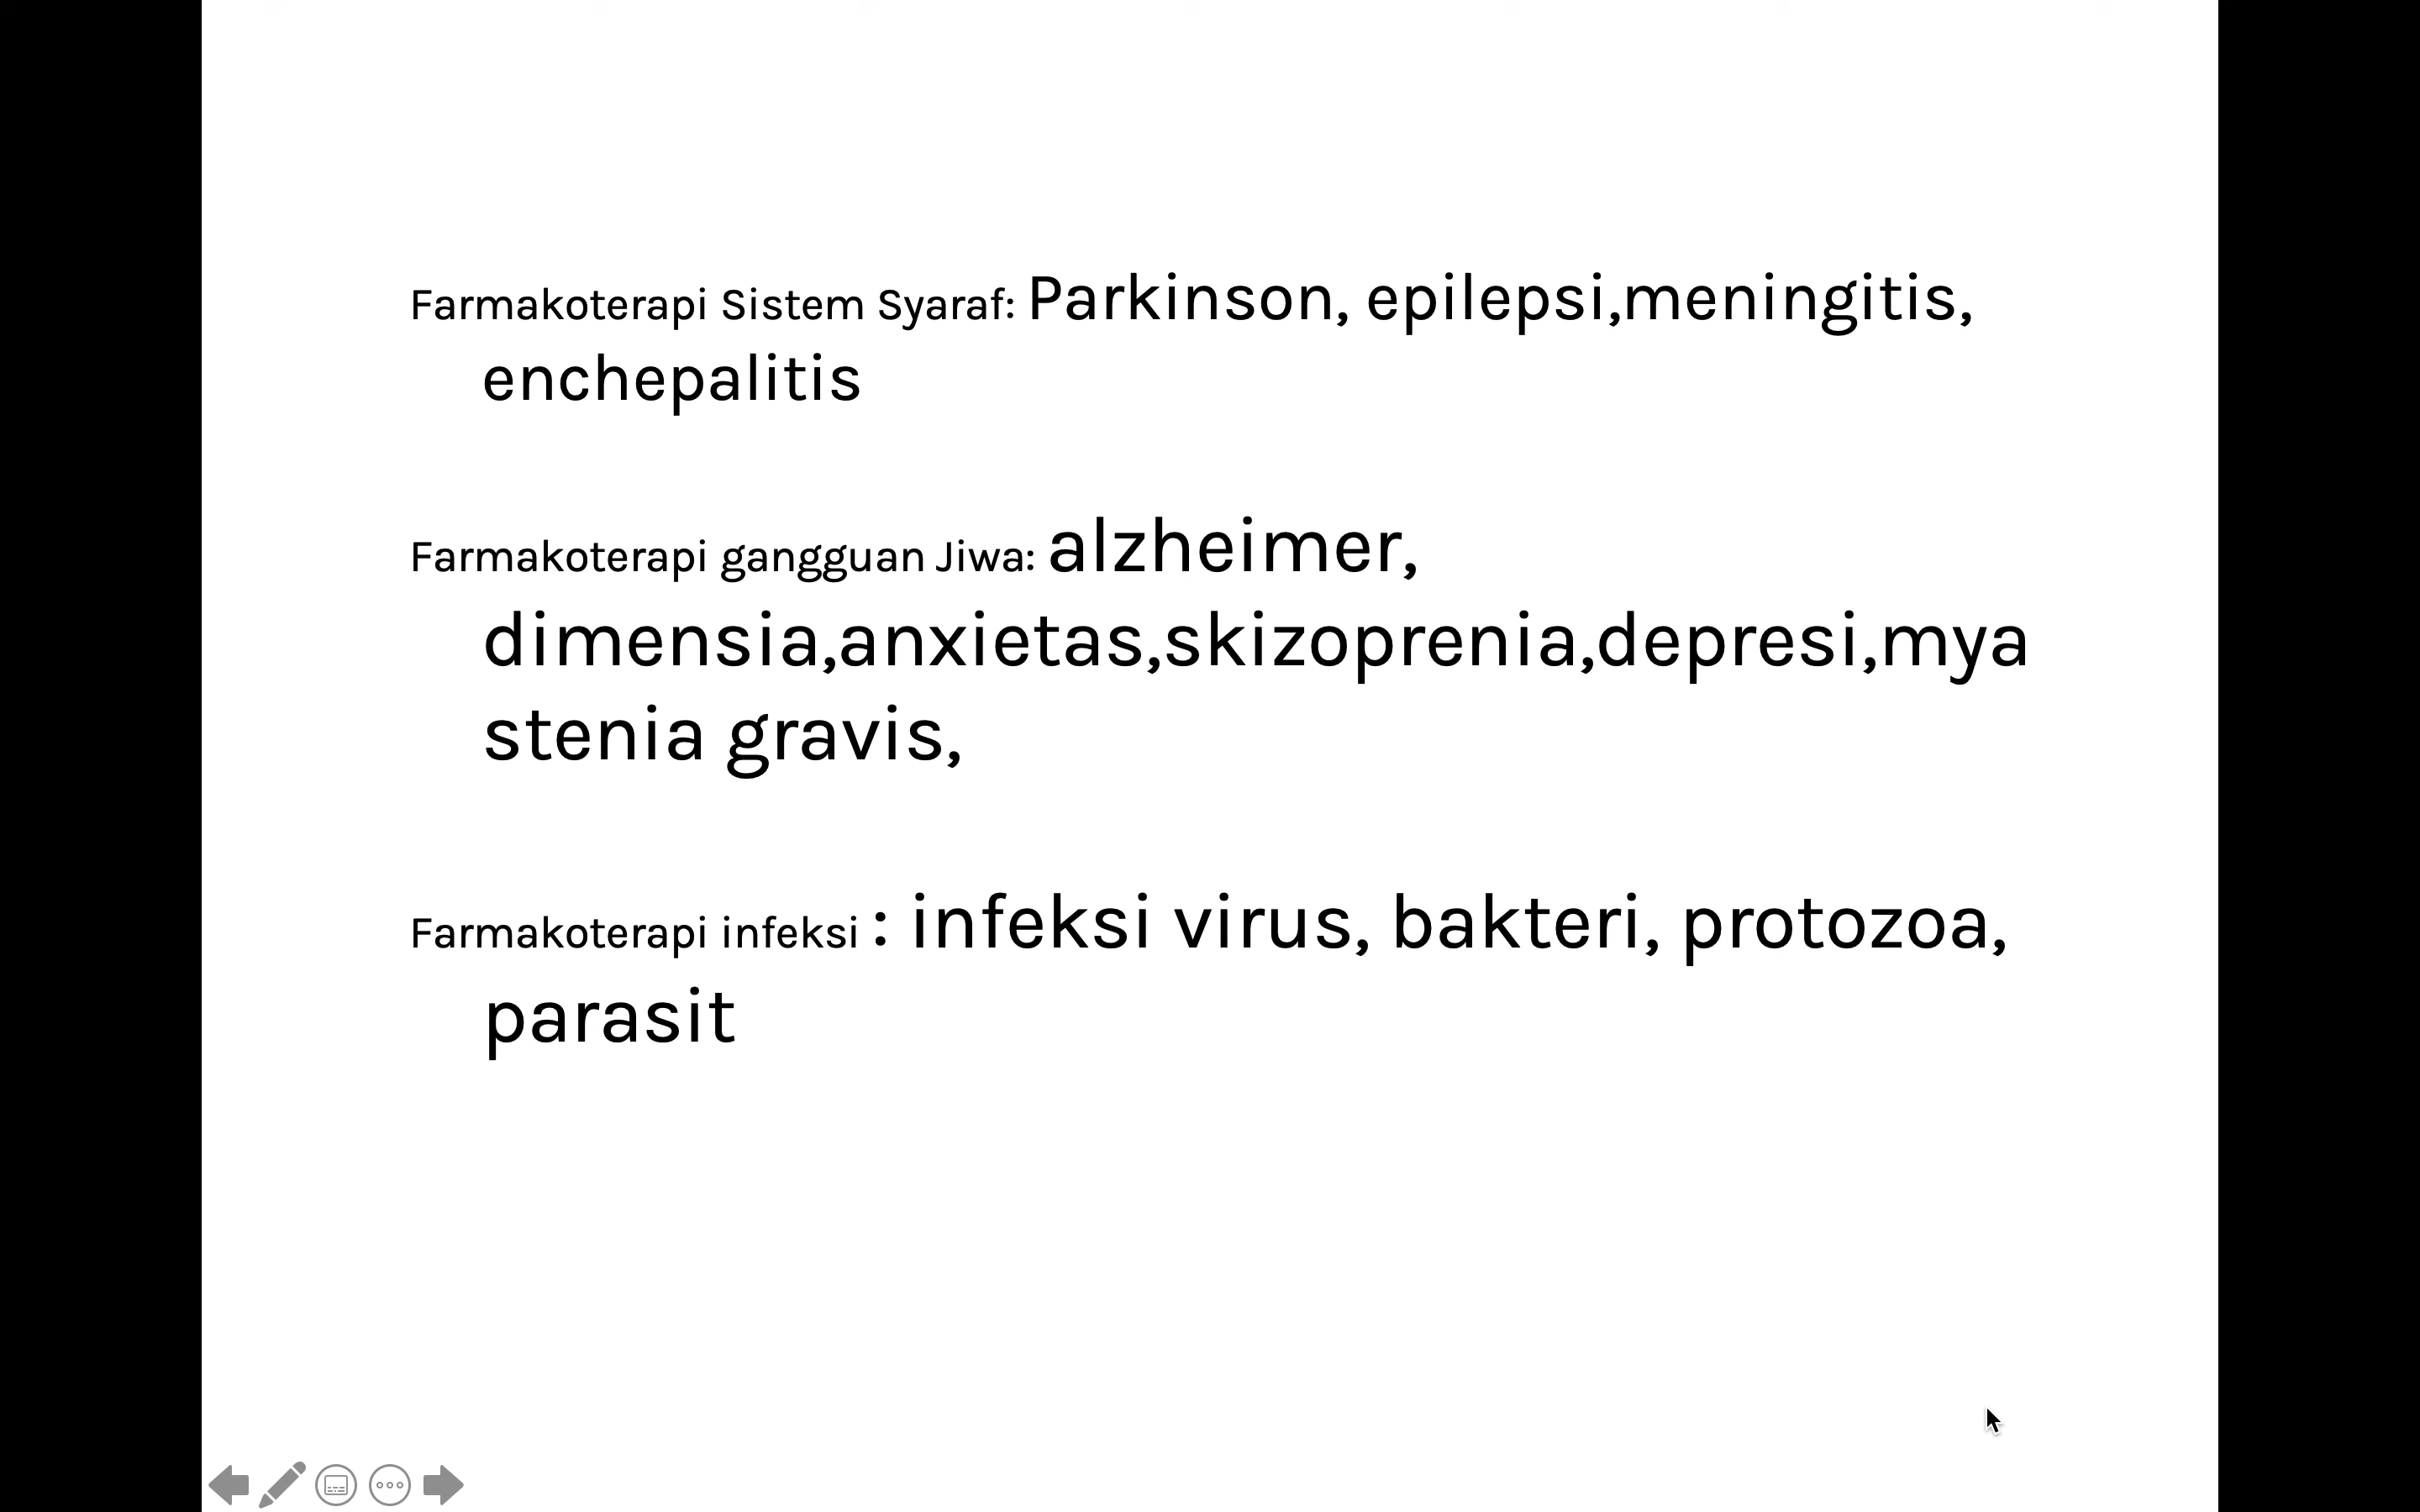 Farmakoterapi Sistem Syaraf: Parkinson, epilepsi,meningitis,
enchepalitis
Farmakoterapi gangguan Jiwa: alzheimer,
dimensia,anxietas,skizoprenia,depresi,mya
stenia gravis,
Farmakoterapi infeksi : infeksi virus, bakteri, protozoa,
parasit